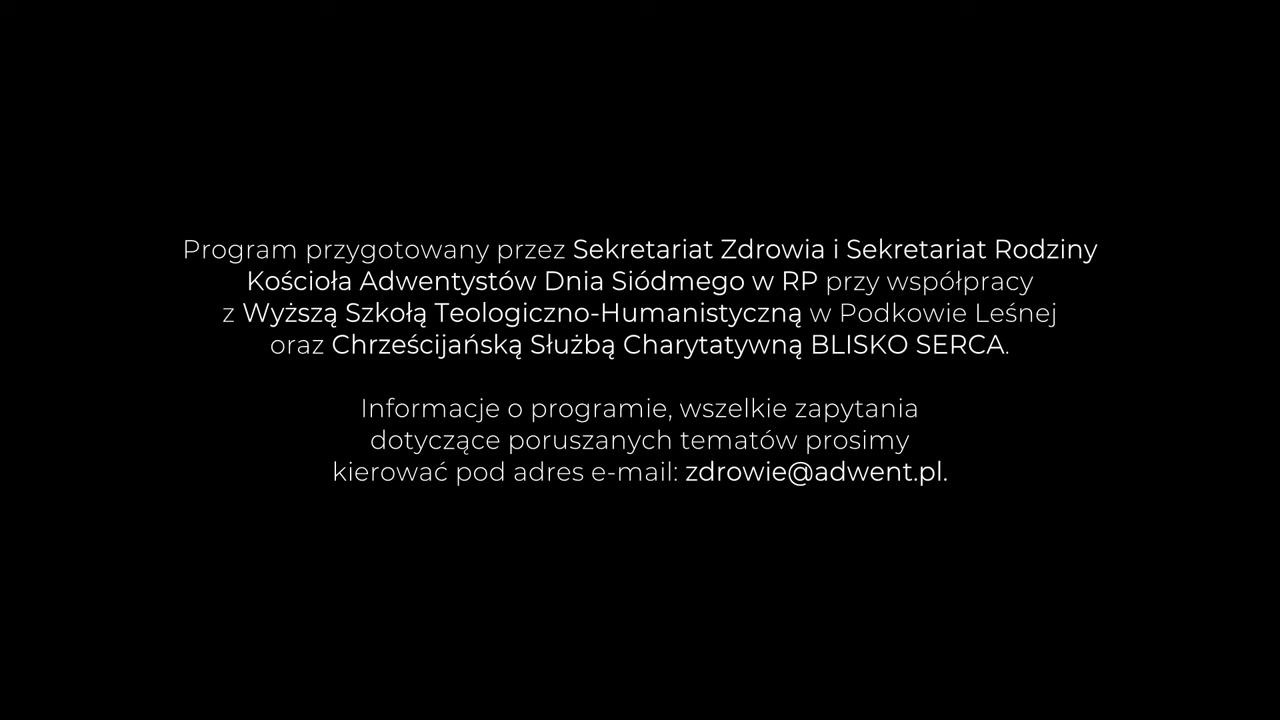 Program przygotowany przez Sekretariat Zdrowia i Sekretariat Rodziny
Kościoła Adwentystów Dnia Siódmego w RP przy współpracy
z Wyższą Szkołą Teologiczno-Humanistyczną w Podkowie Leśnej
oraz Chrześcijańską Służbą Charytatywną BLISKO SERCA.
Informacje o programie, wszelkie zapytania
dotyczące poruszanych tematów prosimy
kierować pod adres e-mail: zdrowie@adwent.pl.